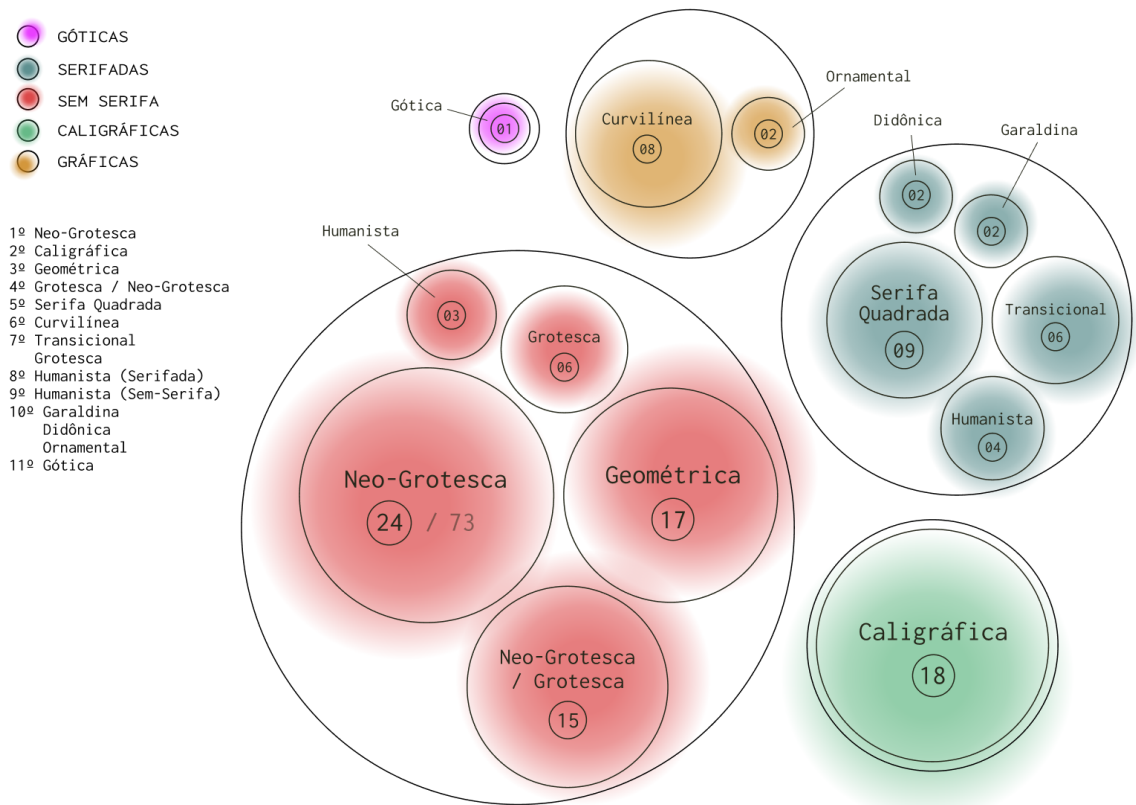 GÓTICAS
SERIFADAS
SEM SERIFA
CALIGRÁFICAS
GRÁFICAS
1º Neo-Grotesca
2º Caligráfica
3º Geométrica
4º Grotesca / Neo-Grotesca
5º Serifa Quadrada
6º Curvilínea
7º Transicional
Grotesca
8º Humanista (Serifada)
9º Humanista (Sem-Serifa)
10º Garaldina
Didônica
Ornamental
11º Gótica
Gótica
01
Curvilínea
08
Ornamental
02
Didônica
02
Garaldina
02
Serifa
Quadrada
09
Transicional
06
Humanista
04
Humanista
03
Grotesca
06
Neo-Grotesca
24 / 73
Geométrica
17
Neo-Grotesca
/ Grotesca
15
Caligráfica
18